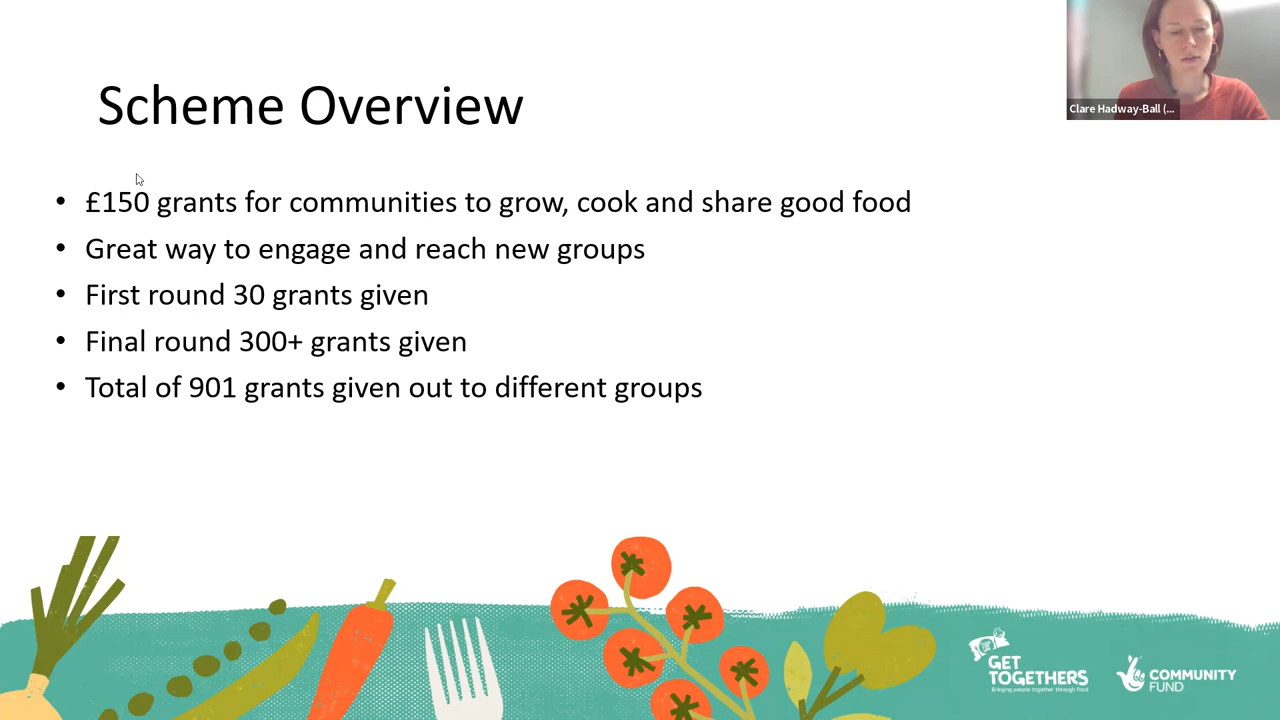 Scheme Overview
Clare Hadway-Ball (...
• £150 grants for communities to grow, cook and share good food
• Great way to engage and reach new groups
• First round 30 grants given
• Final round 300+ grants given
• Total of 901 grants given out to different groups
GET
TOGETHERS
Bringing people together through food
COMMUNITY
FUND